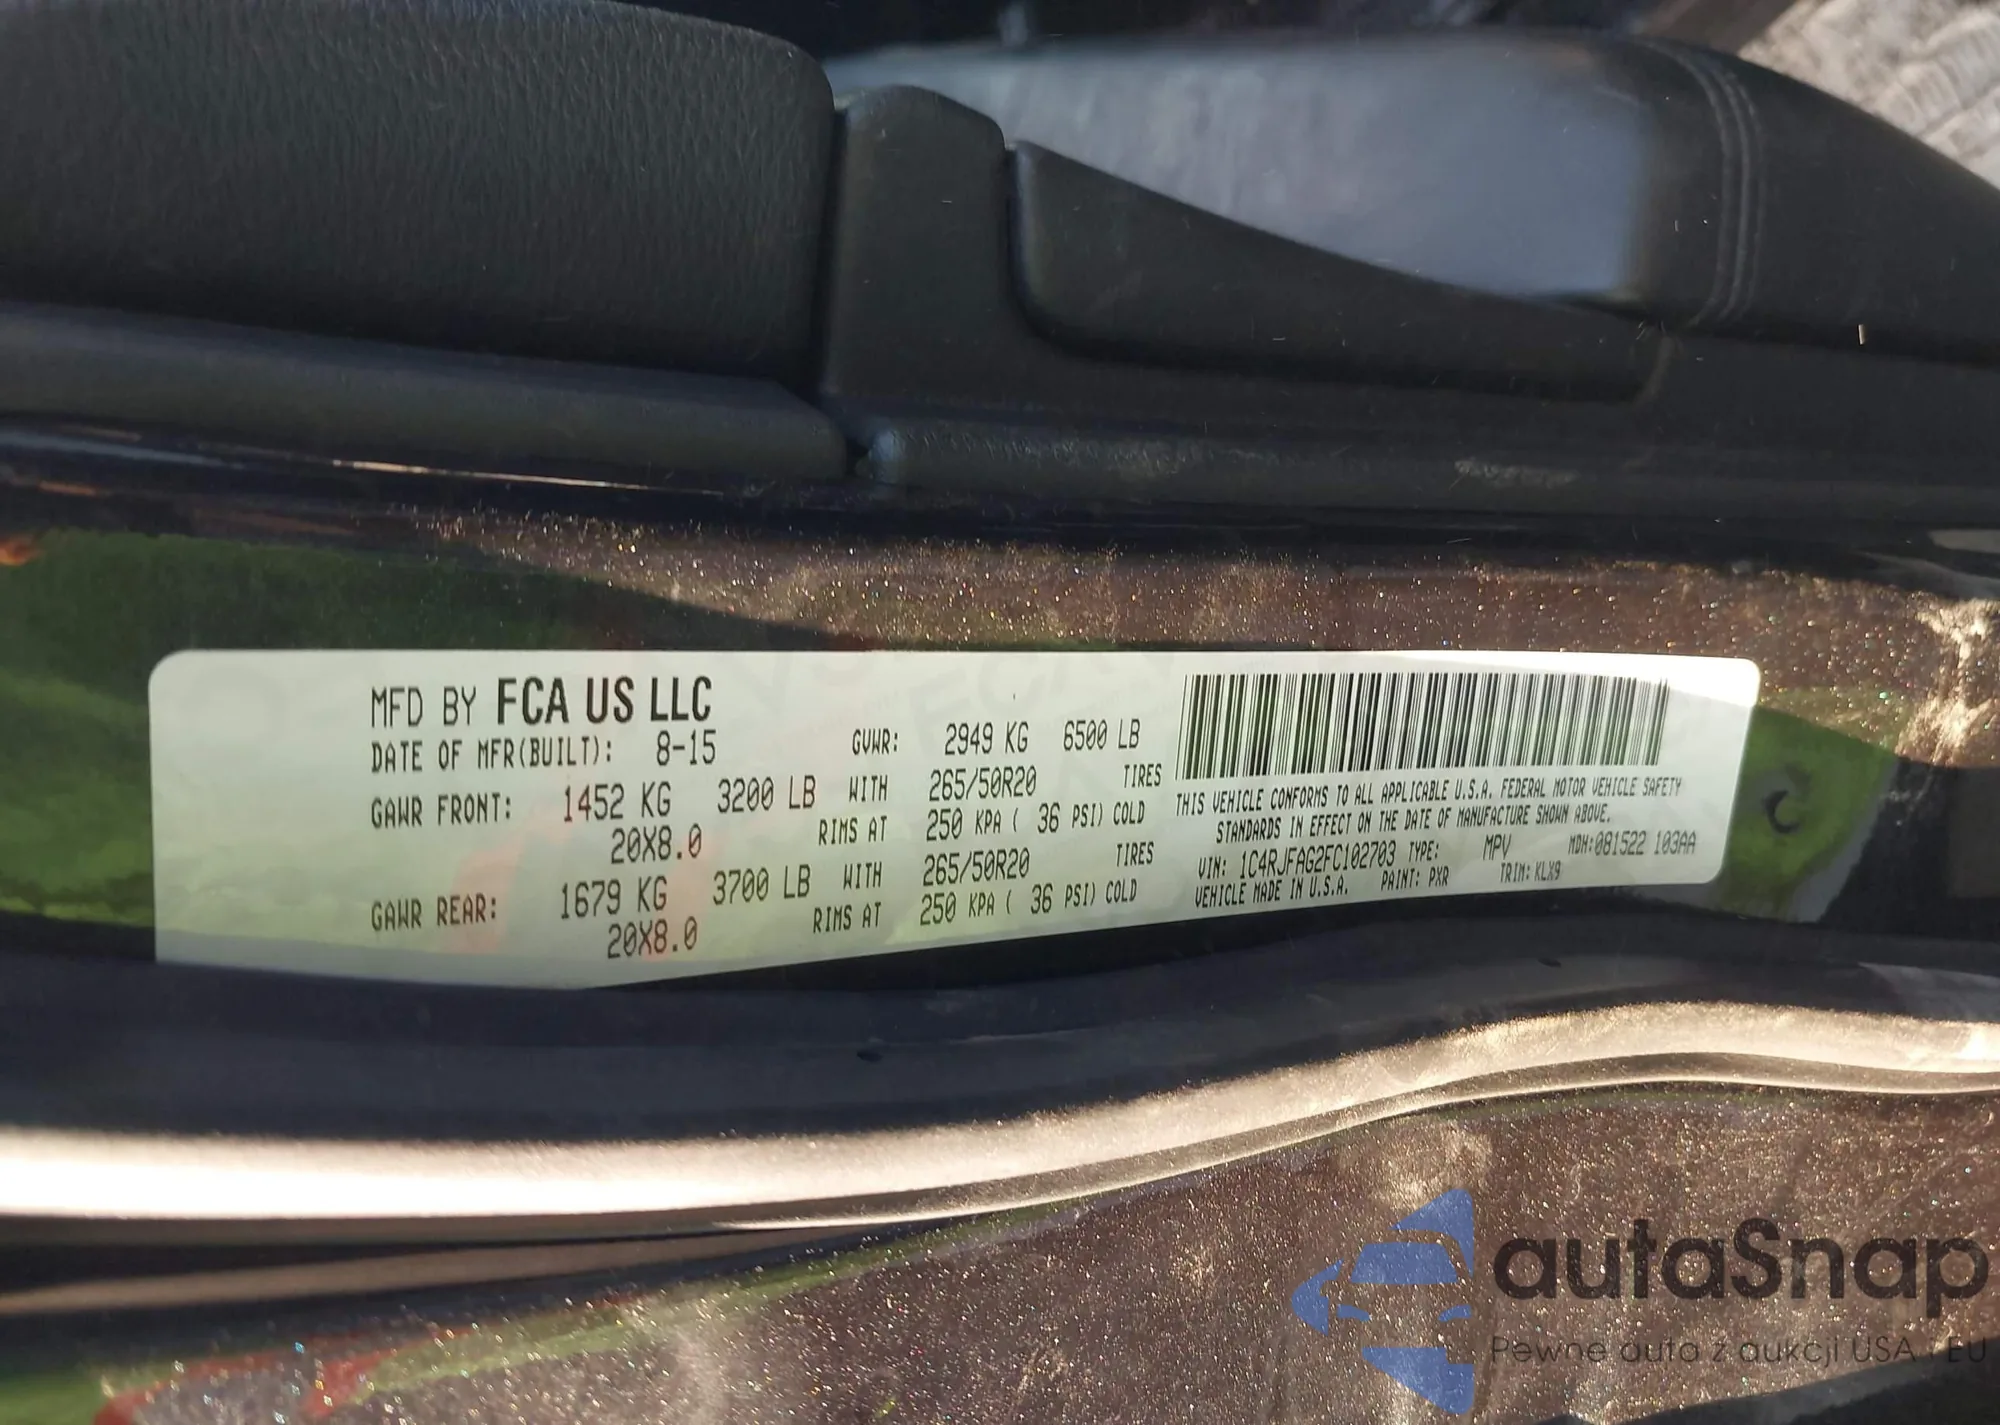 MFD BY FCA US LLC
DATE OF MFR(BUILT): 8-15 GVWR: 2949 KG 6500 LB
GAWR FRONT: 1452 KG 3200 LB WITH 265/50R20 TIRES
20X8.0 RIMS AT 250 KPA ( 36 PSI) COLD
GAWR REAR: 1679 KG 3700 LB WITH 265/50R20 TIRES
20X8.0 RIMS AT 250 KPA ( 36 PSI) COLD
THIS VEHICLE CONFORMS TO ALL APPLICABLE U.S.A. FEDERAL MOTOR VEHICLE SAFETY
STANDARDS IN EFFECT ON THE DATE OF MANUFACTURE SHOWN ABOVE.
VIN: 1C4RJFAG2FC102703 TYPE: MPV MDH:081522 103AA
VEHICLE MADE IN U.S.A. PAINT: PXR TRIM: KLX9
autaSnap
Pewne auto z aukcji USA i EU